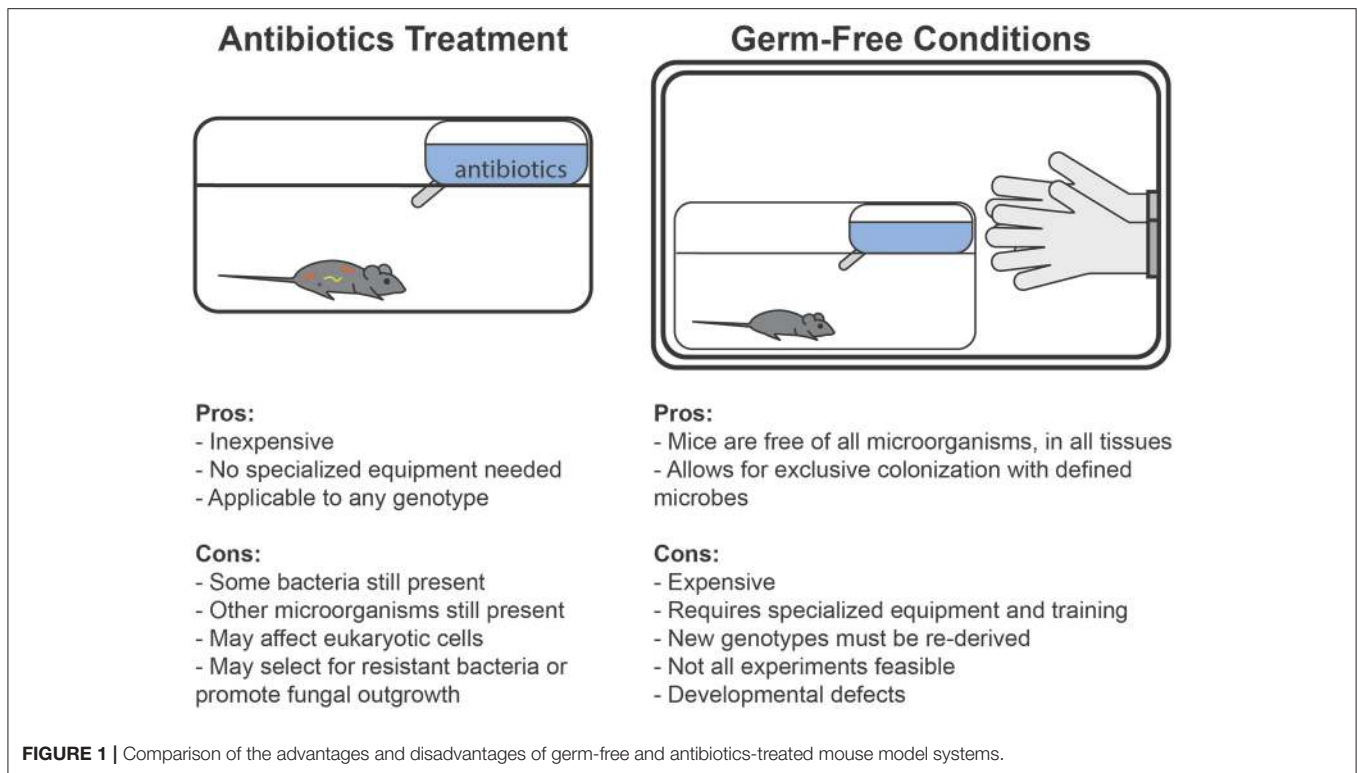 Antibiotics Treatment
antibiotics
Pros:
- Inexpensive
- No specialized equipment needed
- Applicable to any genotype
Cons:
- Some bacteria still present
- Other microorganisms still present
- May affect eukaryotic cells
- May select for resistant bacteria or
promote fungal outgrowth
Germ-Free Conditions
Pros:
- Mice are free of all microorganisms, in all tissues
- Allows for exclusive colonization with defined
microbes
Cons:
- Expensive
- Requires specialized equipment and training
- New genotypes must be re-derived
- Not all experiments feasible
- Developmental defects
FIGURE 1 | Comparison of the advantages and disadvantages of germ-free and antibiotics-treated mouse model systems.